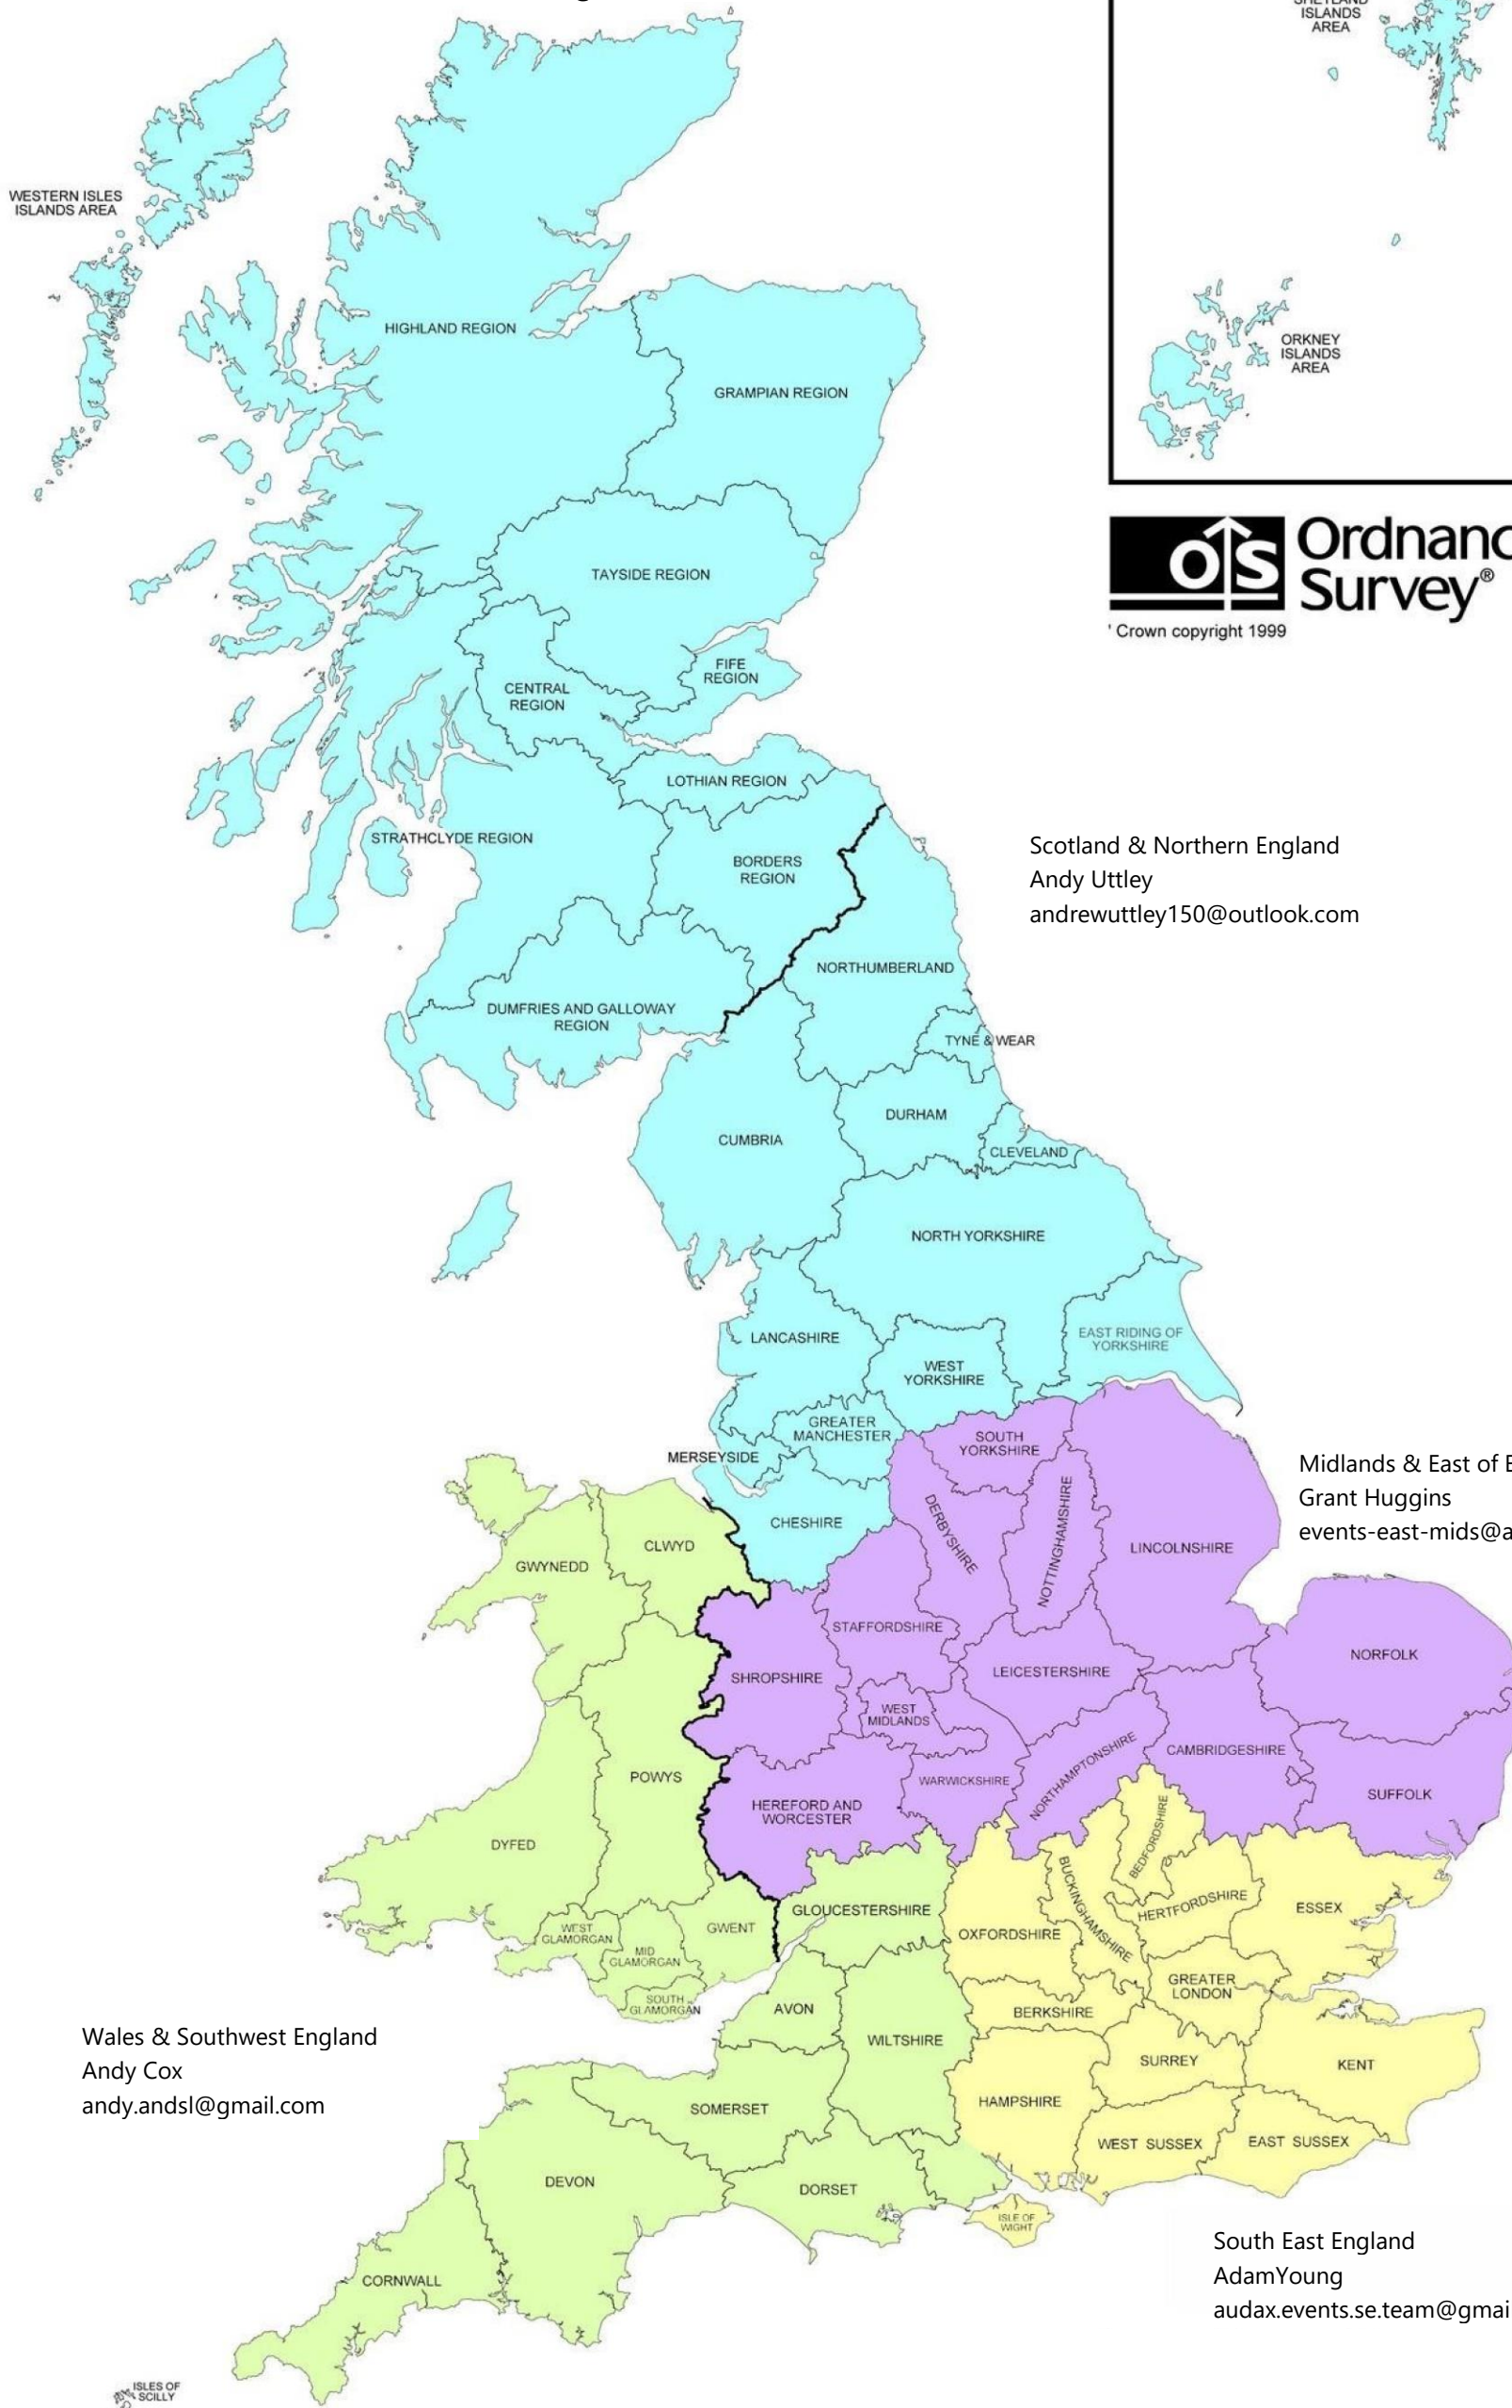 SHETLAND
ISLANDS
AREA
WESTERN ISLES
ISLANDS AREA
HIGHLAND REGION
ORKNEY
ISLANDS
AREA
GRAMPIAN REGION
OS
Survey®
' Crown copyright 1999
TAYSIDE REGION
FIFE
REGION
CENTRAL
REGION
LOTHIAN REGION
STRATHCLYDE REGION
BORDERS
REGION
Scotland & Northern England
Andy Uttley
andrewuttley150@outlook.com
NORTHUMBERLAND
DUMFRIES AND GALLOWAY
REGION
TYNE & WEAR
DURHAM
CUMBRIA
CLEVELAND
NORTH YORKSHIRE
LANCASHIRE
EAST RIDING OF
YORKSHIRE
WEST
YORKSHIRE
GREATER
MANCHESTER
SOUTH
YORKSHIRE
MERSEYSIDE
Midlands & East of
Grant Huggins
events-east-mids@a
CHESHIRE
DERBYSHIRE
NOTTINGHAMSHIRE
LINCOLNSHIRE
CLWYD
GWYNEDD
STAFFORDSHIRE
NORFOLK
SHROPSHIRE
LEICESTERSHIRE
WEST
MIDLANDS
CAMBRIDGESHIRE
NORTHAMPTONSHIRE
POWYS
WARWICKSHIRE
SUFFOLK
HEREFORD AND
WORCESTER
DYFED
BEDFORDSHIRE
BUCKINGHAMSHIRE
HERTFORDSHIRE
ESSEX
GLOUCESTERSHIRE
OXFORDSHIRE
WEST
GLAMORGAN
GWENT
MID
GLAMORGAN
GREATER
LONDON
SOUTH
GLAMORGAN
AVON
BERKSHIRE
Wales & Southwest England
Andy Cox
andy.andsl@gmail.com
WILTSHIRE
SURREY
KENT
SOMERSET
HAMPSHIRE
WEST SUSSEX
EAST SUSSEX
DEVON
DORSET
ISLE OF
WIGHT
South East England
AdamYoung
audax.events.se.team@gmai
CORNWALL
ISLES OF
SCILLY